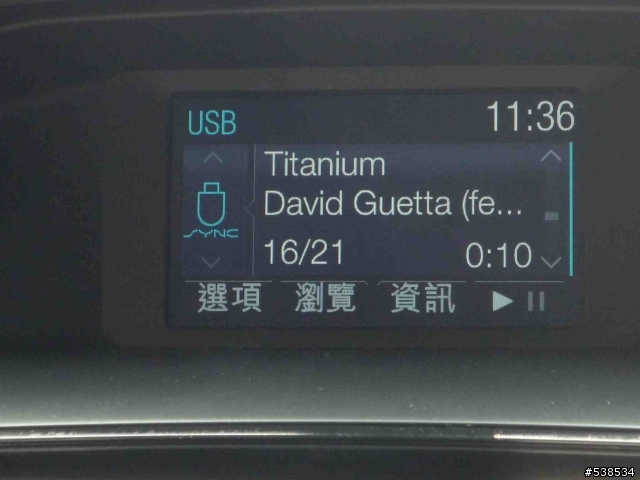 USB 11:36
Titanium
David Guetta (fe...
SYNC
16/21 0:10
選項 瀏覽 資訊
#538534